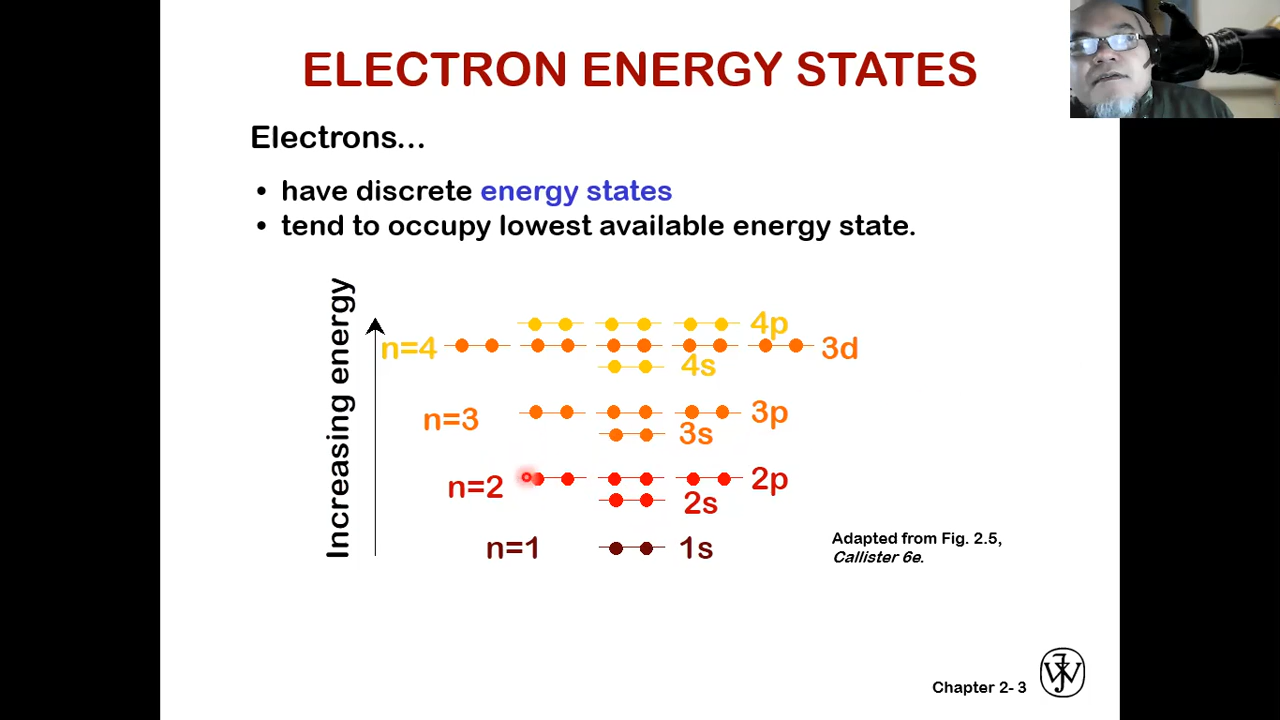 ELECTRON ENERGY STATES
Electrons...
• have discrete energy states
• tend to occupy lowest available energy state.
Increasing energy
4p
n=4
3d
4s
n=3
3p
3s
n=2
2p
2s
n=1
1s
Adapted from Fig. 2.5,
Callister 6e.
Chapter 2- 3